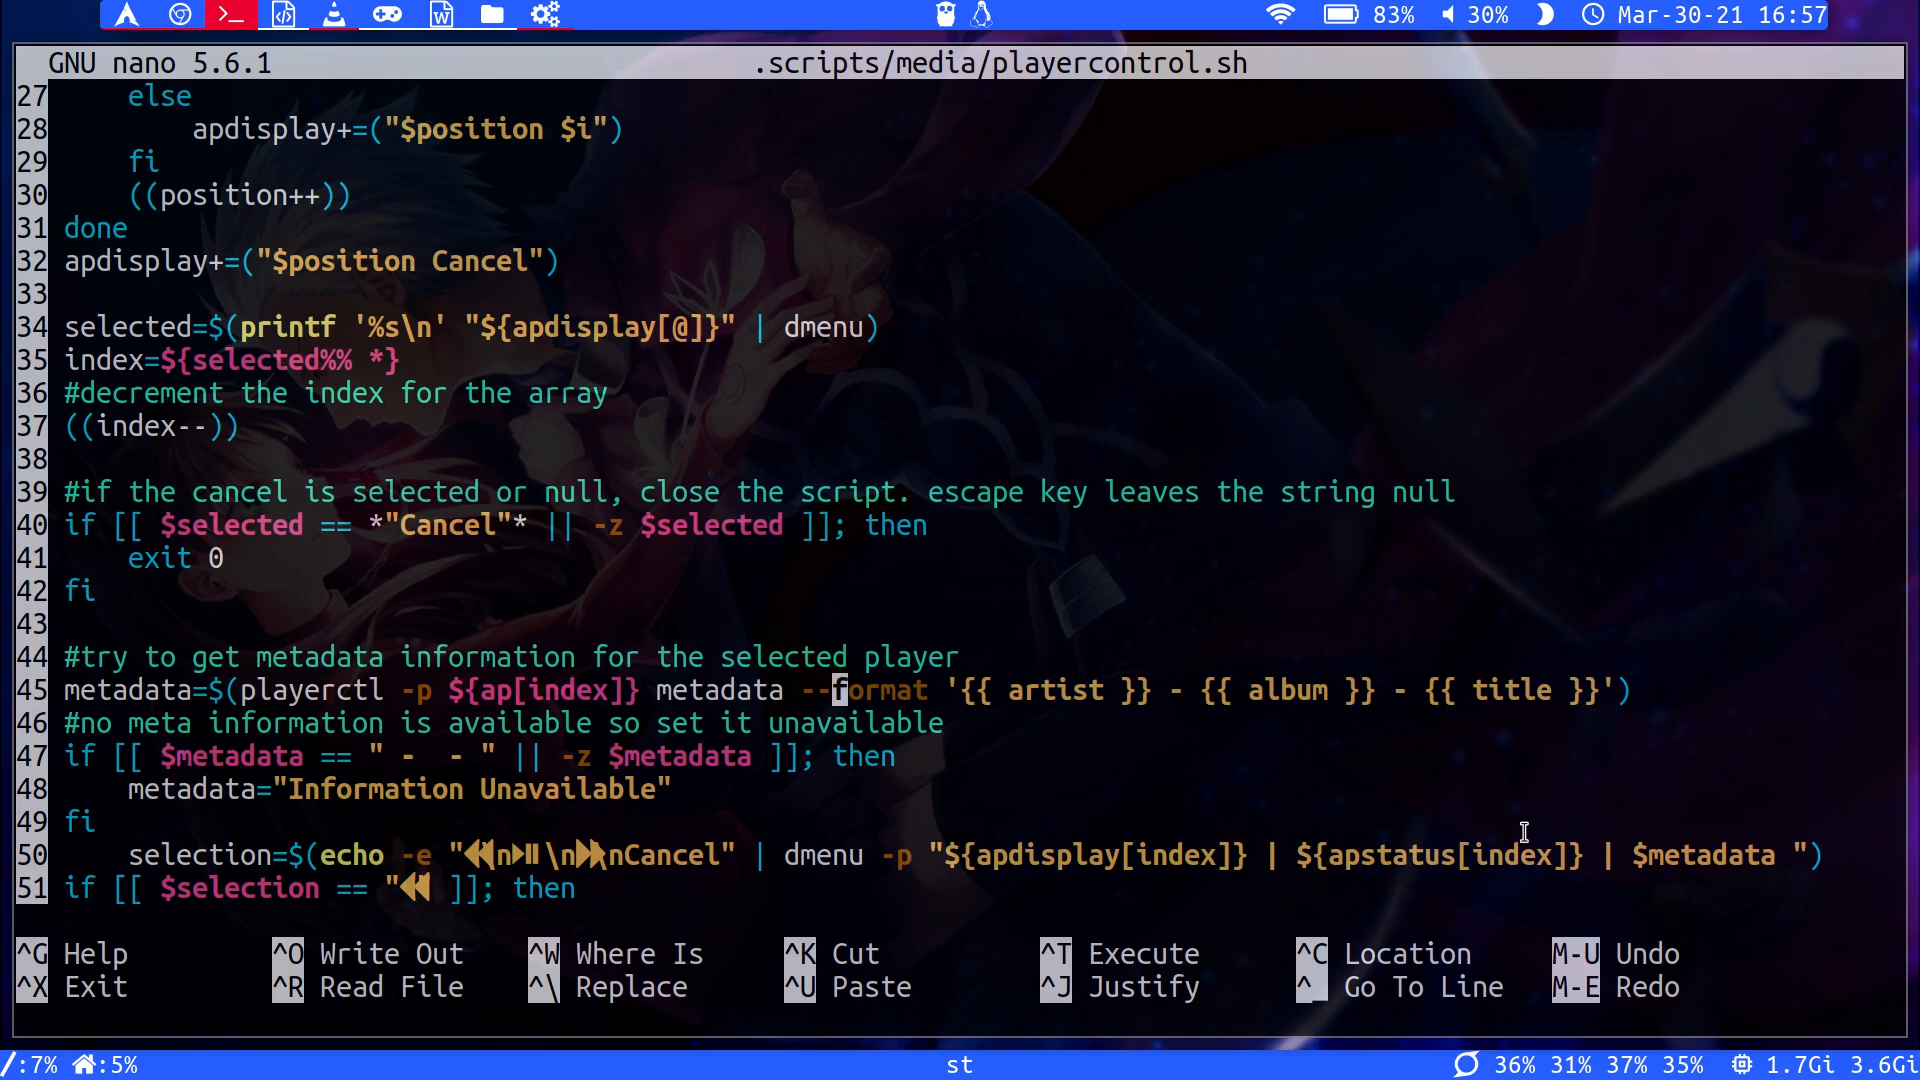 83% 30% Mar-30-21 16:57
GNU nano 5.6.1 .scripts/media/playercontrol.sh
27 else
28 apdisplay+=("$position $i")
29 fi
30 ((position++))
31 done
32 apdisplay+=("$position Cancel")
33
34 selected=$(printf '%s\n' "${apdisplay[@]}" | dmenu)
35 index=${selected%% *}
36 #decrement the index for the array
37 ((index--))
38
39 #if the cancel is selected or null, close the script. escape key leaves the string null
40 if [[ $selected == *"Cancel"* || -z $selected ]]; then
41 exit 0
42 fi
43
44 #try to get metadata information for the selected player
45 metadata=$(playerctl -p ${ap[index]} metadata --format '{{ artist }} - {{ album }} - {{ title }}')
46 #no meta information is available so set it unavailable
47 if [[ $metadata == " -  - " || -z $metadata ]]; then
48 metadata="Information Unavailable"
49 fi
50 selection=$(echo -e "⏪\n⏯\n⏩\nCancel" | dmenu -p "${apdisplay[index]} | ${apstatus[index]} | $metadata ")
51 if [[ $selection == "⏪" ]]; then
^G Help ^O Write Out ^W Where Is ^K Cut ^T Execute ^C Location M-U Undo
^X Exit ^R Read File ^\ Replace ^U Paste ^J Justify ^_ Go To Line M-E Redo
/:7% :5% st 36% 31% 37% 35% 1.7Gi 3.6Gi